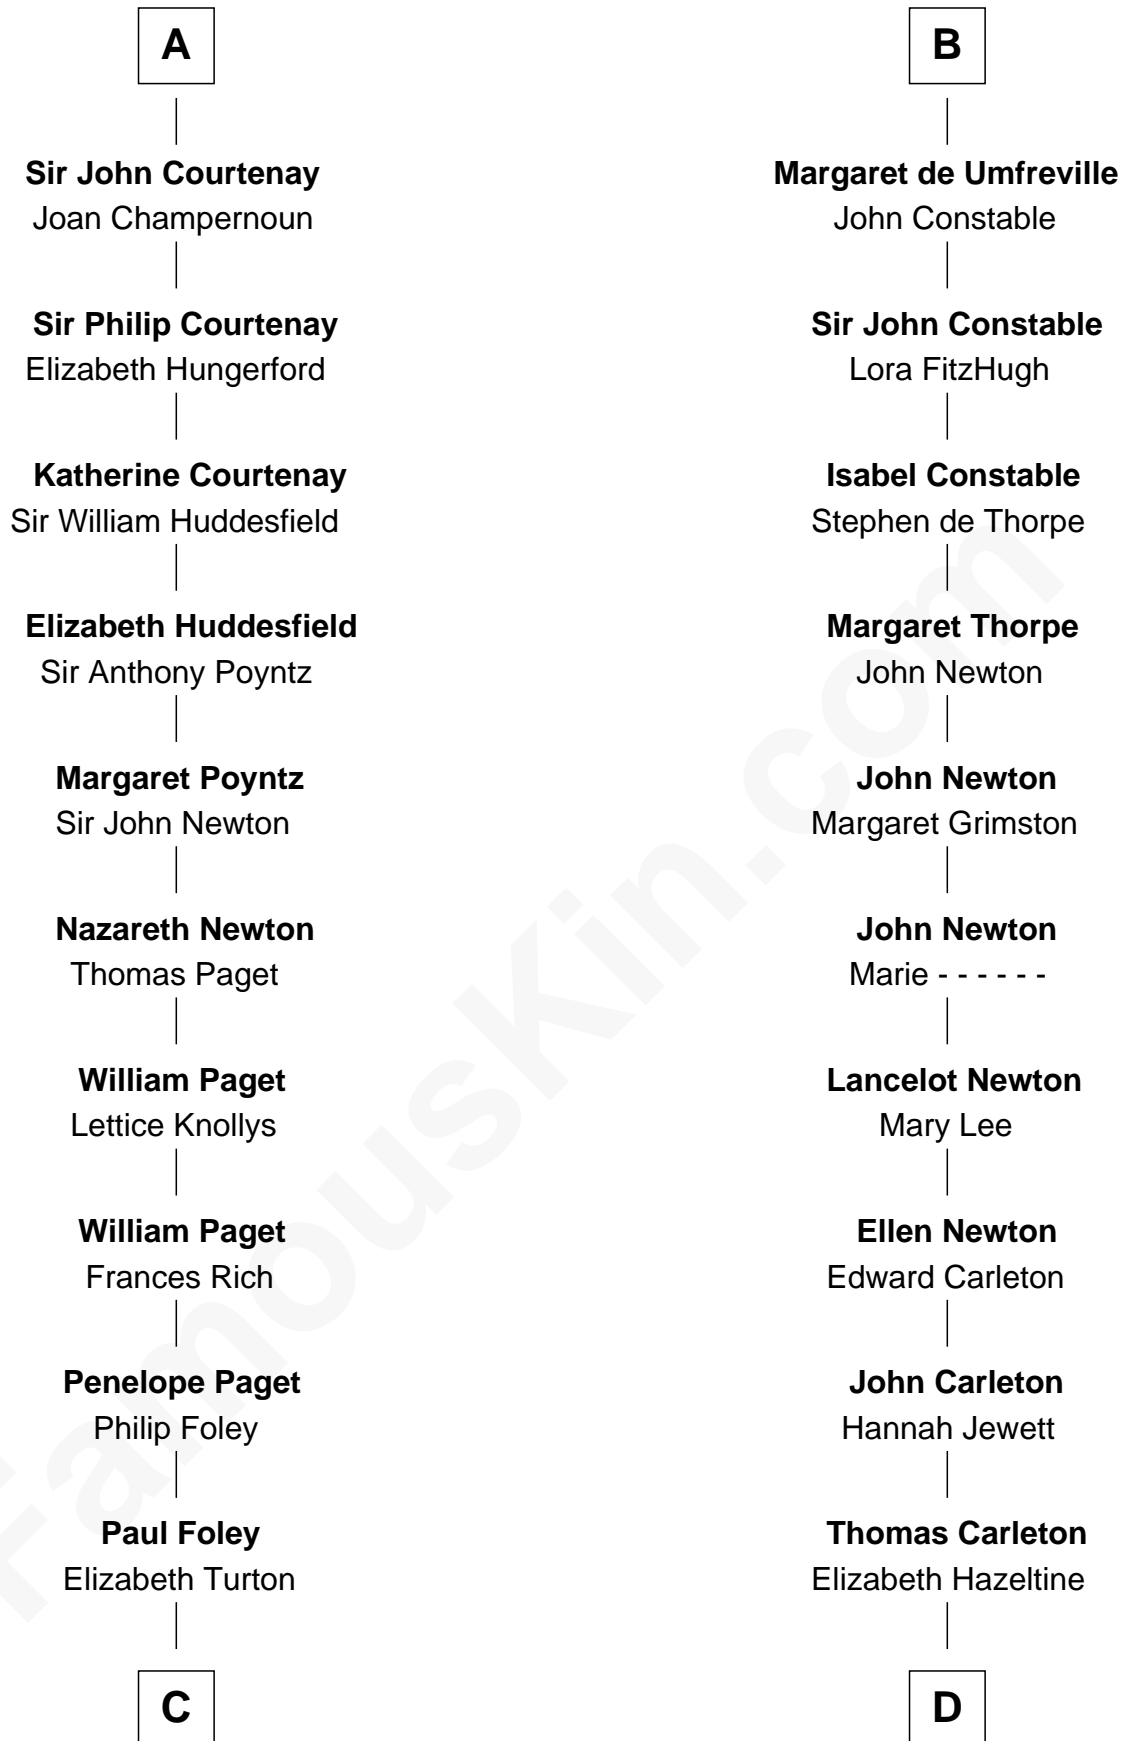 A
Sir John Courtenay
Joan Champernoun
Sir Philip Courtenay
Elizabeth Hungerford
Katherine Courtenay
Sir William Huddesfield
Elizabeth Huddesfield
Sir Anthony Poyntz
Margaret Poyntz
Sir John Newton
Nazareth Newton
Thomas Paget
William Paget
Lettice Knollys
William Paget
Frances Rich
Penelope Paget
Philip Foley
Paul Foley
Elizabeth Turton
C
B
Margaret de Umfreville
John Constable
Sir John Constable
Lora FitzHugh
Isabel Constable
Stephen de Thorpe
Margaret Thorpe
John Newton
John Newton
Margaret Grimston
John Newton
Marie - - - - - -
Lancelot Newton
Mary Lee
Ellen Newton
Edward Carleton
John Carleton
Hannah Jewett
Thomas Carleton
Elizabeth Hazeltine
D
FamousKin.com